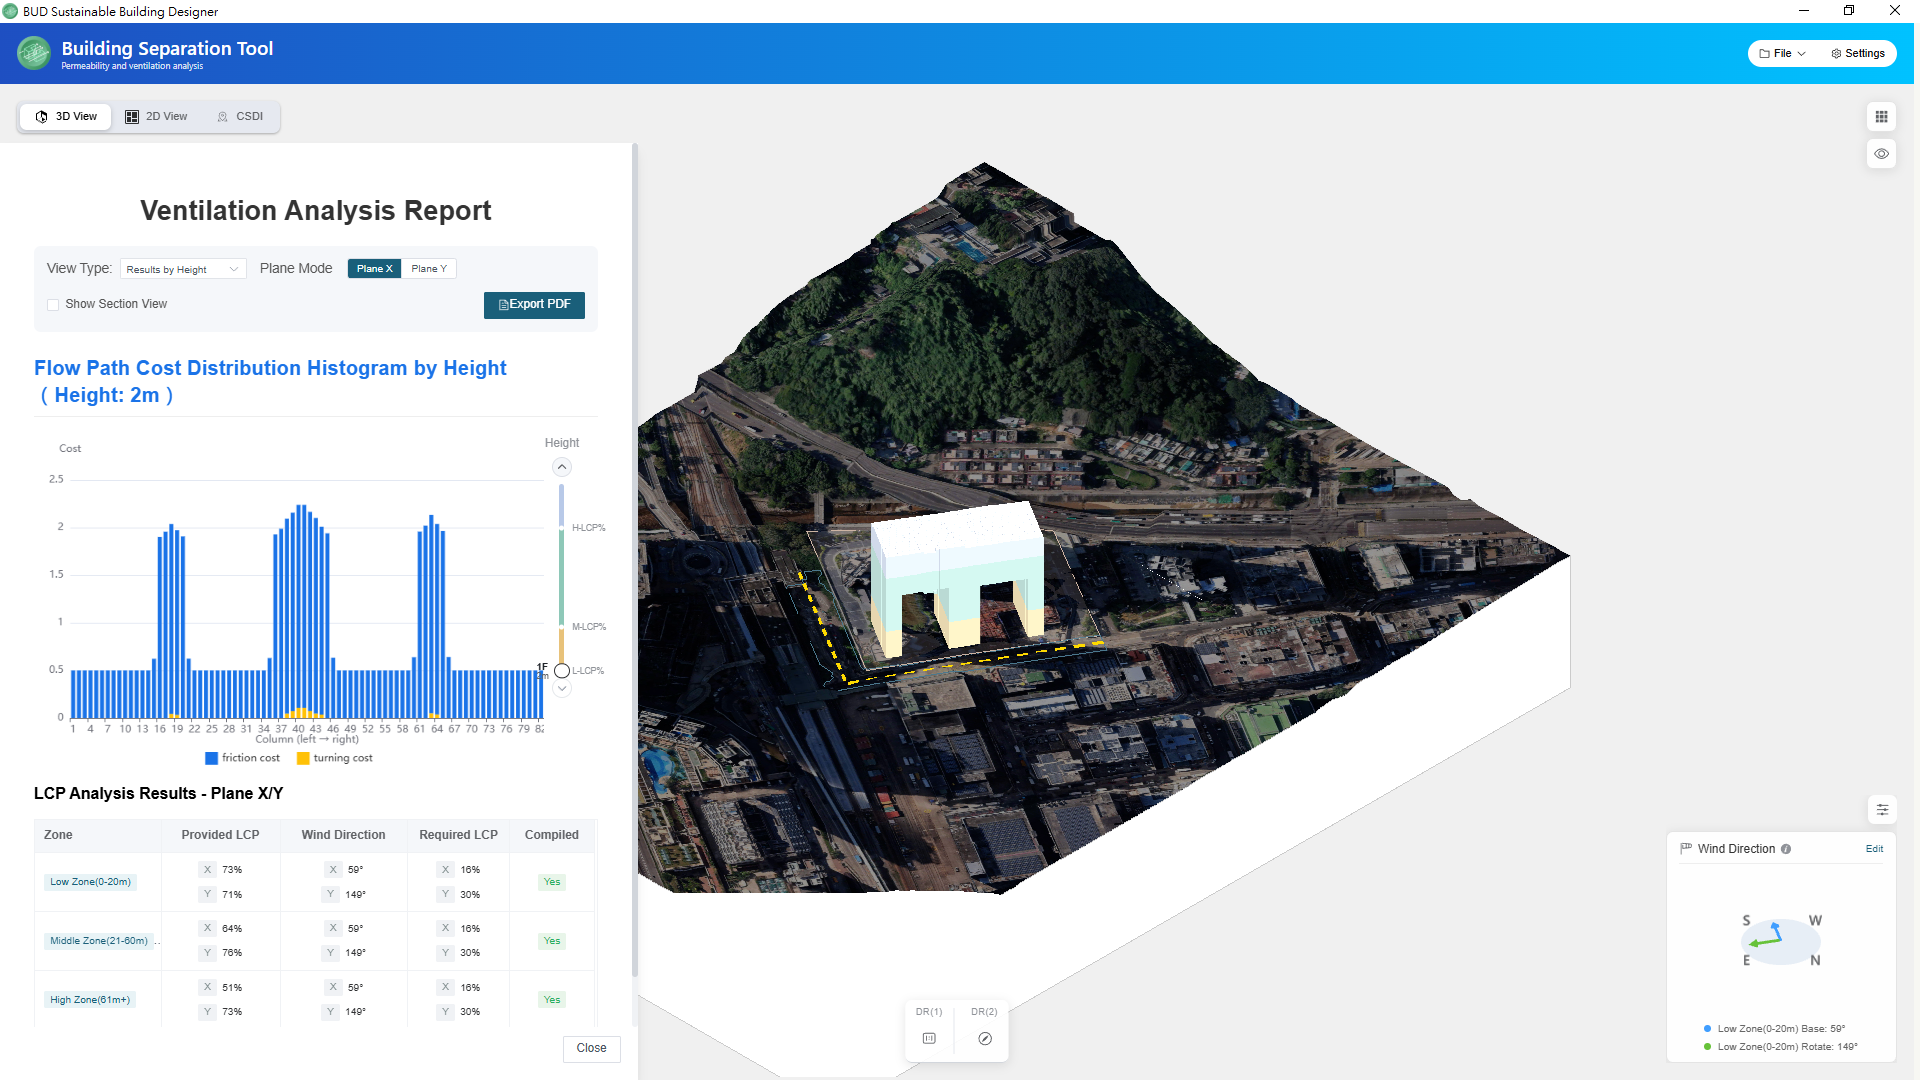 BUD Sustainable Building Designer
Building Separation Tool
Permeability and ventilation analysis
File
Settings
3D View
2D View
CSDI
Ventilation Analysis Report
View Type: Results by Height Plane Mode Plane X Plane Y
Show Section View
Export PDF
Flow Path Cost Distribution Histogram by Height
( Height: 2m )
Cost
Height
2.5
2
1.5
1
0.5
0
H-LCP%
M-LCP%
1F
2m
L-LCP%
1 4 7 10 13 16 19 22 25 28 31 34 37 40 43 46 49 52 55 58 61 64 67 70 73 76 79 82
Column (left → right)
friction cost
turning cost
LCP Analysis Results - Plane X/Y
Zone Provided LCP Wind Direction Required LCP Compiled
Low Zone(0-20m)
X 73% X 59° X 16%
Yes
Y 71% Y 149° Y 30%
Middle Zone(21-60m) ..
X 64% X 59° X 16%
Yes
Y 76% Y 149° Y 30%
High Zone(61m+)
X 51% X 59° X 16%
Yes
Y 73% Y 149° Y 30%
Close
DR(1)
DR(2)
Wind Direction
Edit
S W
E N
Low Zone(0-20m) Base: 59°
Low Zone(0-20m) Rotate: 149°